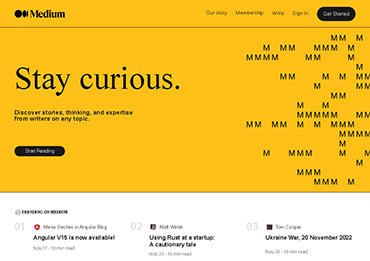 Medium
Our story Membership Write Sign In Get Started
Stay curious.
Discover stories, thinking, and expertise
from writers on any topic.
Start Reading
TRENDING ON MEDIUM
01 Minko Gechev in Angular Blog
Angular V15 is now available!
Nov 17 - 10 min read
02 Matt Welsh
Using Rust at a startup:
A cautionary tale
Nov 23 - 10 min read
03 Tom Cooper
Ukraine War, 20 November 2022
Nov 25 - 10 min read